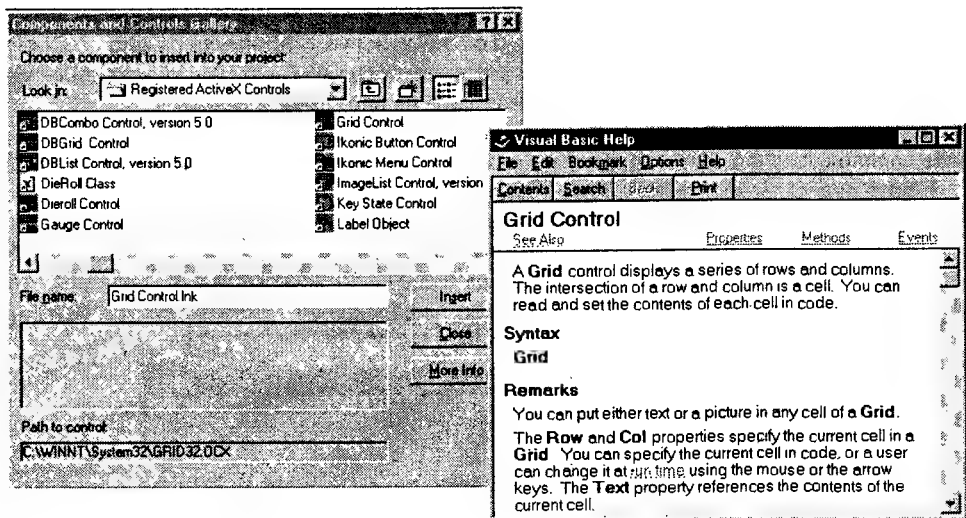 Components and Controls Gallery
Choose a component to insert into your project:
Look in: Registered ActiveX Controls
DBCombo Control, version 5.0
DBGrid Control
DBList Control, version 5.0
DieRoll Class
Dieroll Control
Gauge Control
Grid Control
Ikonic Button Control
Ikonic Menu Control
ImageList Control, version
Key State Control
Label Object
File name: Grid Control.lnk
Insert
Close
More Info
Path to control:
C:\WINNT\System32\GRID32.OCX
Visual Basic Help
File Edit Bookmark Options Help
Contents Search Back Print
Grid Control
See Also Properties Methods Events
A Grid control displays a series of rows and columns.
The intersection of a row and column is a cell. You can
read and set the contents of each cell in code.
Syntax
Grid
Remarks
You can put either text or a picture in any cell of a Grid.
The Row and Col properties specify the current cell in a
Grid. You can specify the current cell in code, or a user
can change it at run time using the mouse or the arrow
keys. The Text property references the contents of the
current cell.